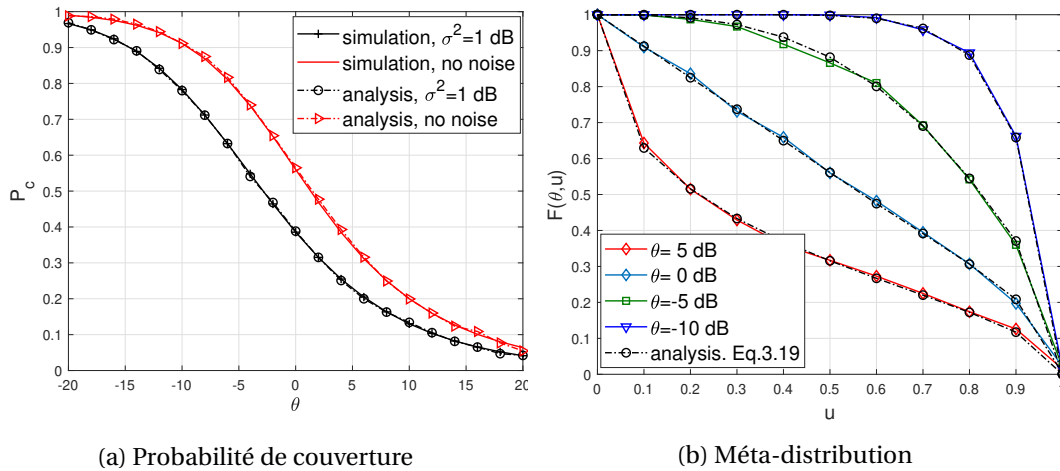 1
0.9
0.8
0.7
0.6
0.5
0.4
0.3
0.2
0.1
0
P_c
simulation, σ²=1 dB
simulation, no noise
analysis, σ²=1 dB
analysis, no noise
-20 -15 -10 -5 0 5 10 15 20
θ
(a) Probabilité de couverture
1
0.9
0.8
0.7
0.6
0.5
0.4
0.3
0.2
0.1
0
F(θ,u)
θ= 5 dB
θ= 0 dB
θ=-5 dB
θ=-10 dB
analysis. Eq.3.19
0 0.1 0.2 0.3 0.4 0.5 0.6 0.7 0.8 0.9
u
(b) Méta-distribution